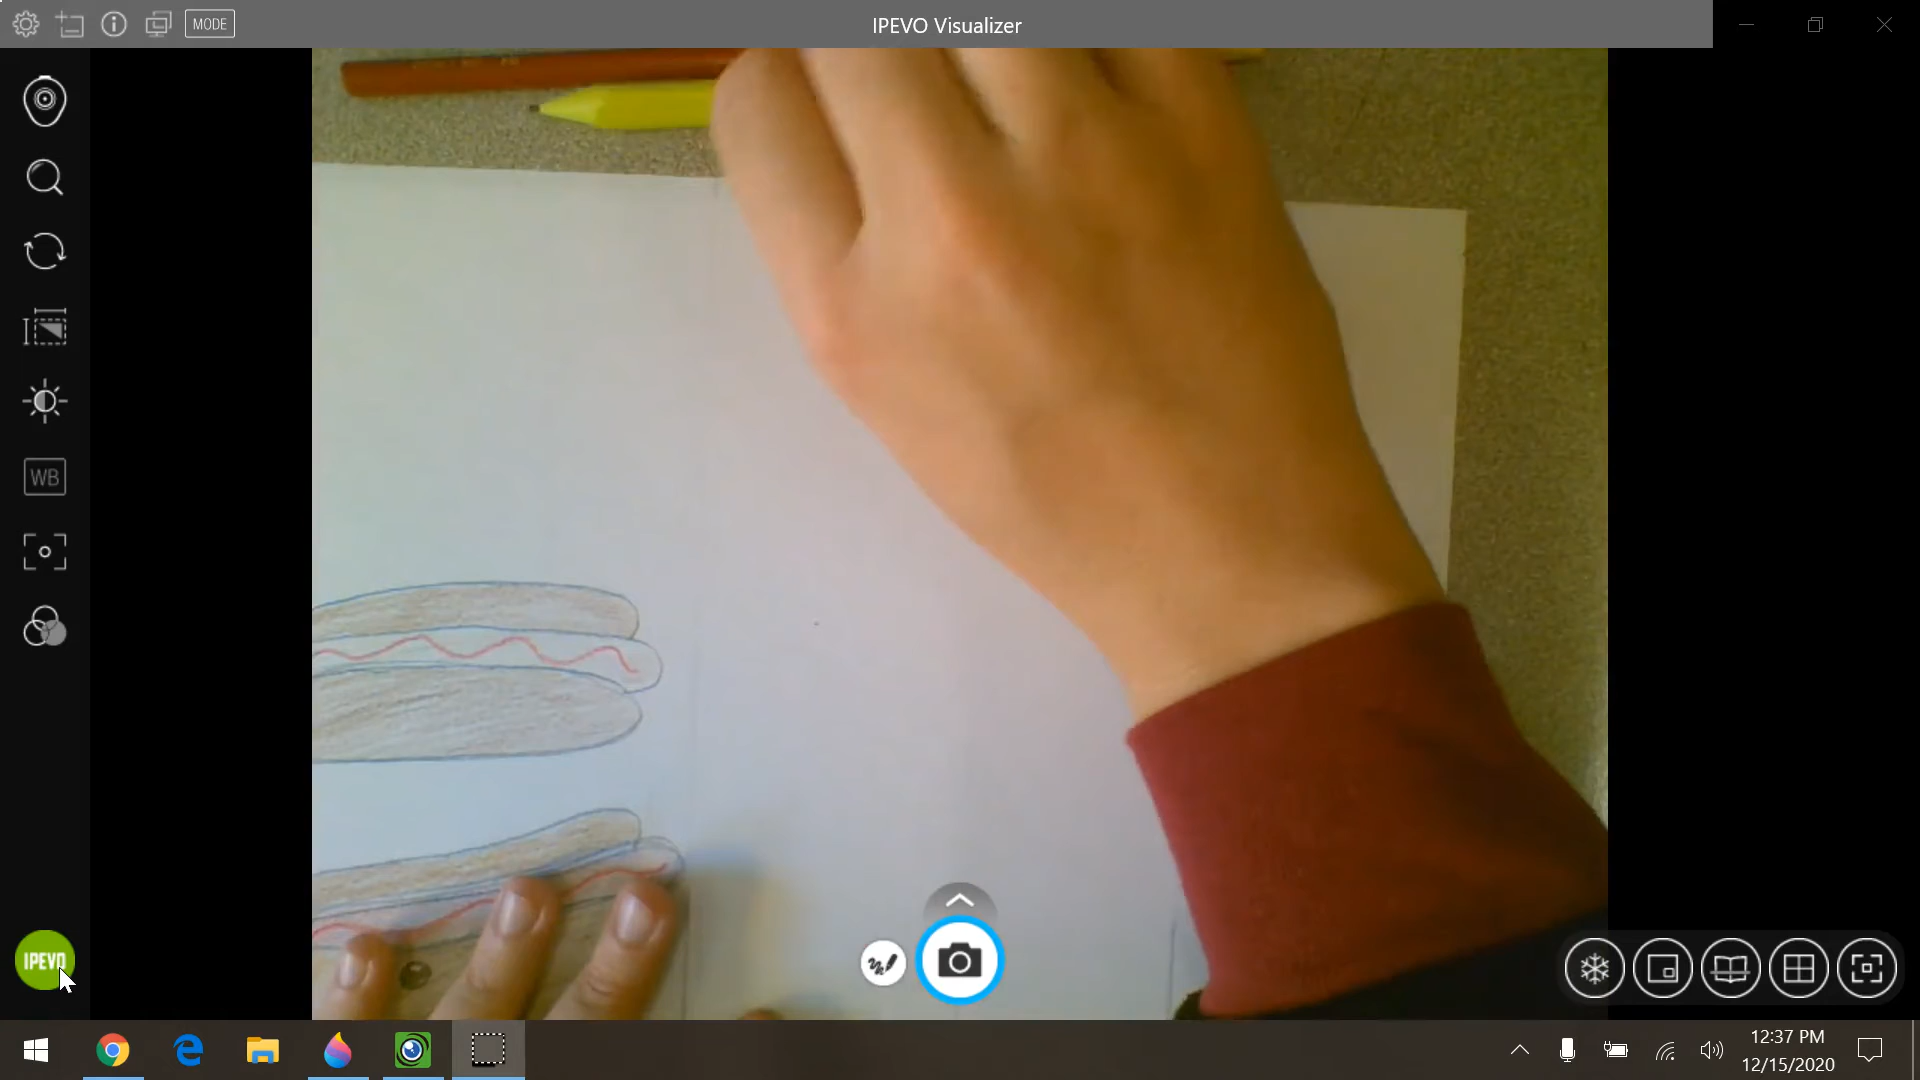 MODE
IPEVO Visualizer
WB
IPEVO
12:37 PM
12/15/2020